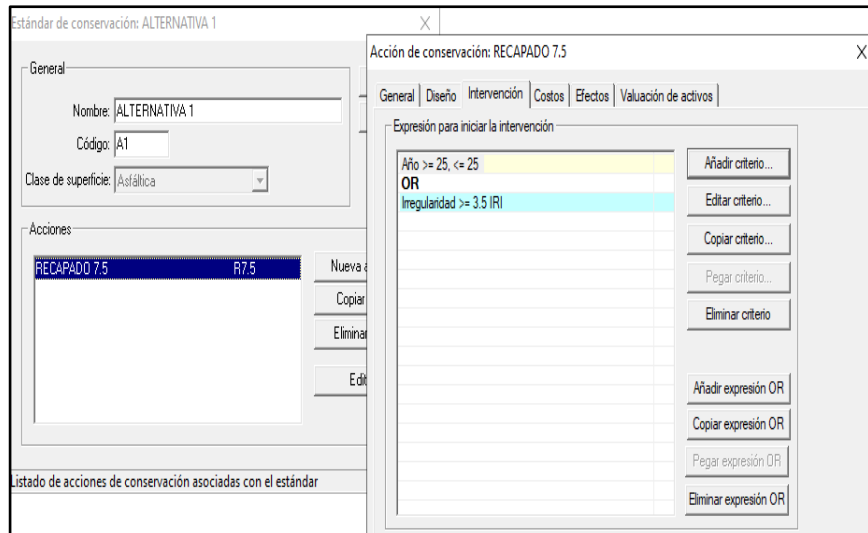 Estándar de conservación: ALTERNATIVA 1
General
Nombre: ALTERNATIVA 1
Código: A1
Clase de superficie: Asfáltica
Acciones
RECAPADO 7.5 R7.5
Nueva a
Copiar
Eliminar
Edit
Listado de acciones de conservación asociadas con el estándar
Acción de conservación: RECAPADO 7.5
General Diseño Intervención Costos Efectos Valuación de activos
Expresión para iniciar la intervención
Año >= 25, <= 25
OR
Irregularidad >= 3.5 IRI
Añadir criterio...
Editar criterio...
Copiar criterio...
Pegar criterio...
Eliminar criterio
Añadir expresión OR
Copiar expresión OR
Pegar expresión OR
Eliminar expresión OR